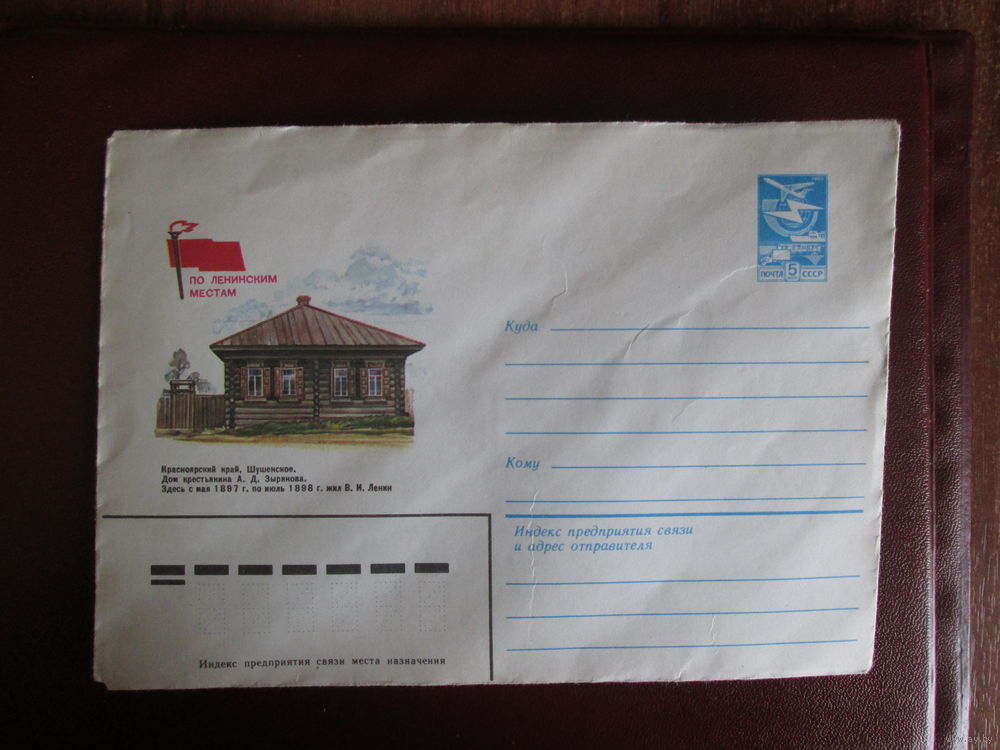 ПО ЛЕНИНСКИМ
МЕСТАМ
Красноярский край, Шушенское.
Дом крестьянина А. Д. Зырянова.
Здесь с мая 1897 г. по июль 1898 г. жил В. И. Ленин
ПОЧТА 5 СССР
Куда
Кому
Индекс предприятия связи
и адрес отправителя
Индекс предприятия связи места назначения